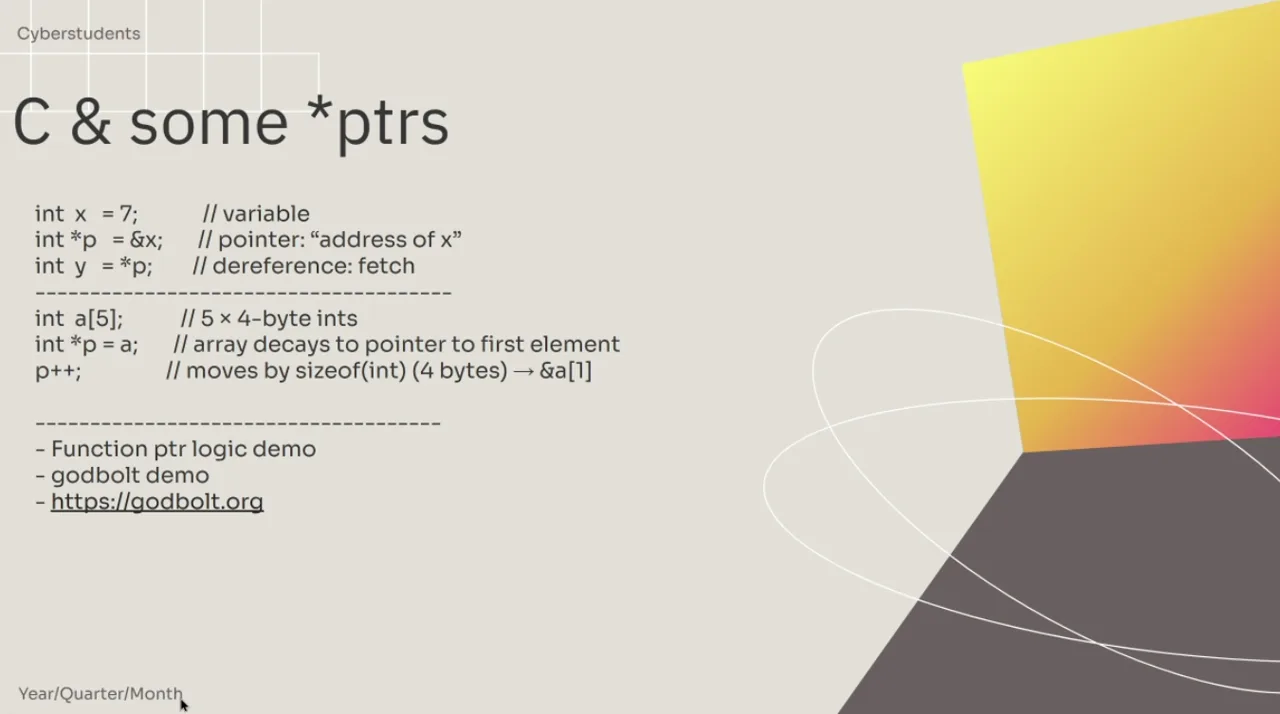 Cyberstudents
C & some *ptrs
int  x   = 7;          // variable
int *p   = &x;      // pointer: “address of x”
int  y   = *p;       // dereference: fetch
--------------------------------------
int  a[5];         // 5 × 4-byte ints
int *p = a;      // array decays to pointer to first element
p++;              // moves by sizeof(int) (4 bytes) → &a[1]
-------------------------------------
- Function ptr logic demo
- godbolt demo
- https://godbolt.org
Year/Quarter/Month